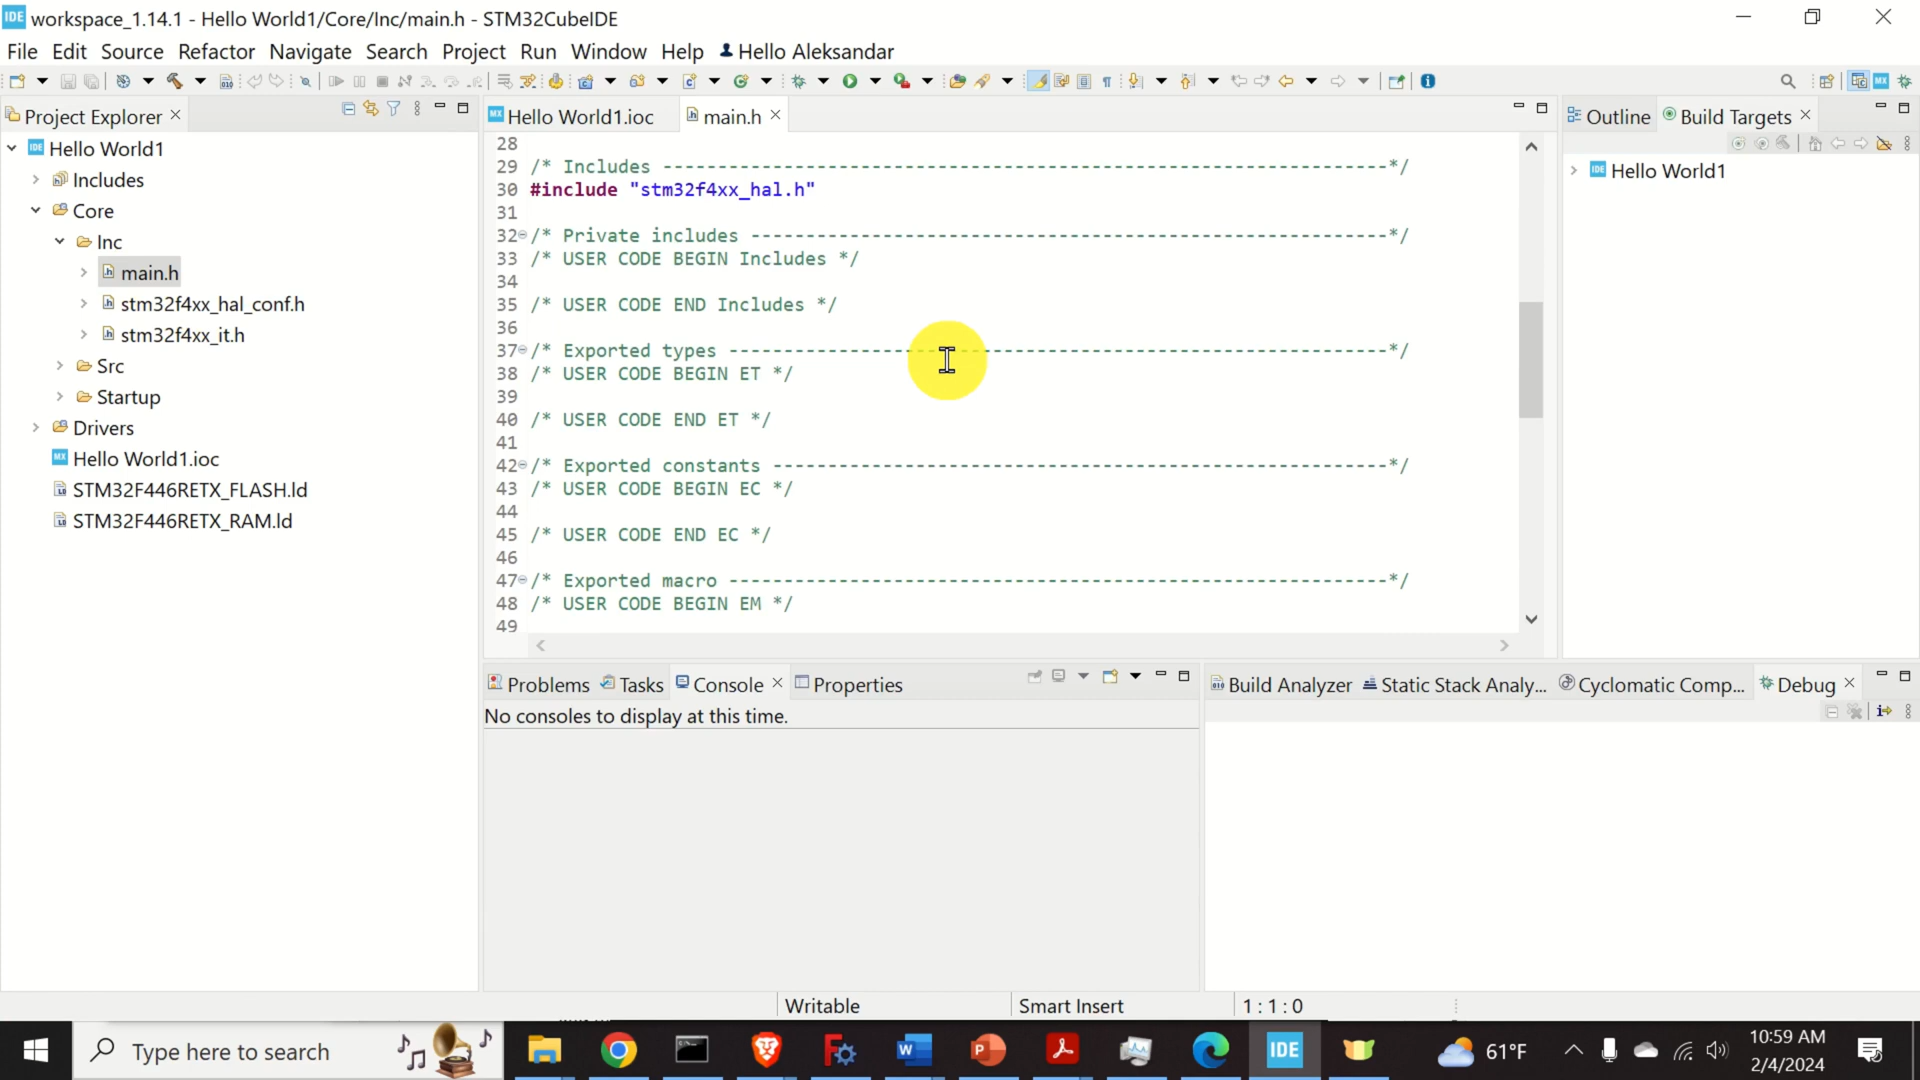 IDE workspace_1.14.1 - Hello World1/Core/Inc/main.h - STM32CubeIDE
File Edit Source Refactor Navigate Search Project Run Window Help Hello Aleksandar
Project Explorer
Hello World1
Includes
Core
Inc
main.h
stm32f4xx_hal_conf.h
stm32f4xx_it.h
Src
Startup
Drivers
Hello World1.ioc
STM32F446RETX_FLASH.ld
STM32F446RETX_RAM.ld
Hello World1.ioc main.h
28
29 /* Includes ------------------------------------------------------------------*/
30 #include "stm32f4xx_hal.h"
31
32 /* Private includes ----------------------------------------------------------*/
33 /* USER CODE BEGIN Includes */
34
35 /* USER CODE END Includes */
36
37 /* Exported types ------------------------------------------------------------*/
38 /* USER CODE BEGIN ET */
39
40 /* USER CODE END ET */
41
42 /* Exported constants --------------------------------------------------------*/
43 /* USER CODE BEGIN EC */
44
45 /* USER CODE END EC */
46
47 /* Exported macro ------------------------------------------------------------*/
48 /* USER CODE BEGIN EM */
49
Outline Build Targets
Hello World1
Problems Tasks Console Properties
No consoles to display at this time.
Build Analyzer Static Stack Analy... Cyclomatic Comp... Debug
Writable Smart Insert 1 : 1 : 0
Type here to search
IDE
61°F
10:59 AM
2/4/2024